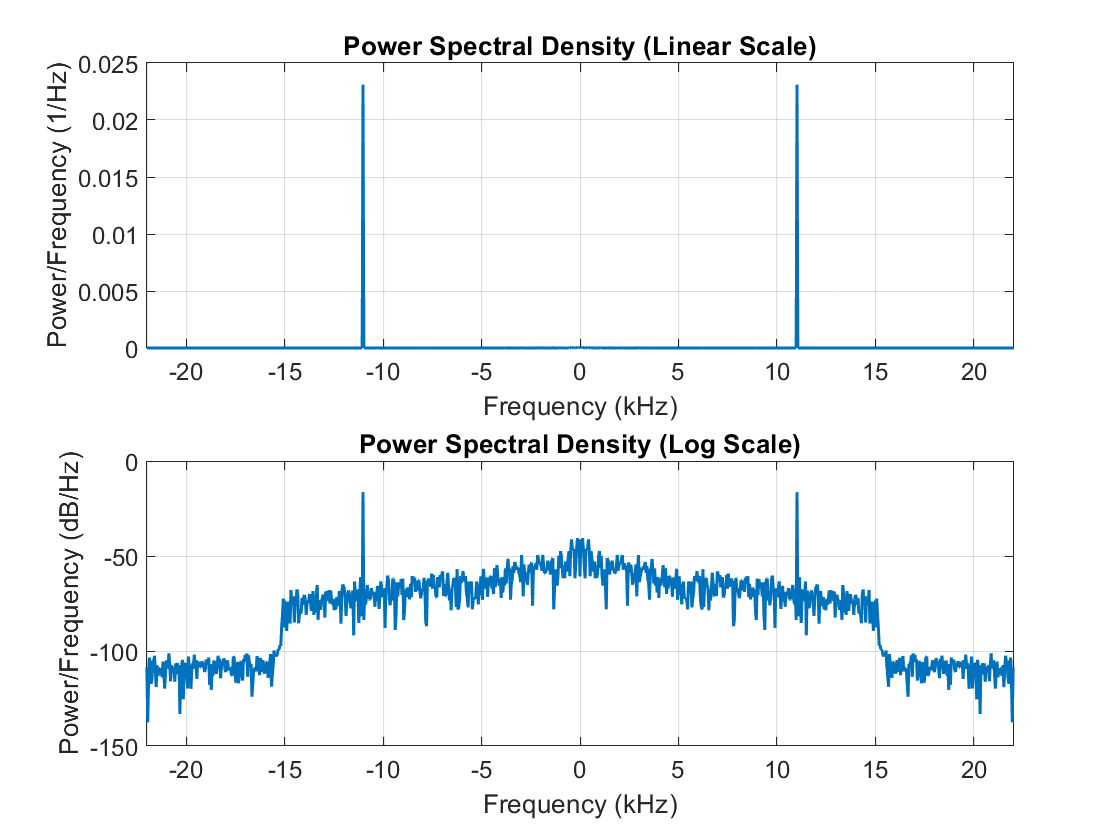 Power Spectral Density (Linear Scale)
Power/Frequency (1/Hz)
0.025
0.02
0.015
0.01
0.005
0
-20 -15 -10 -5 0 5 10 15 20
Frequency (kHz)
Power Spectral Density (Log Scale)
Power/Frequency (dB/Hz)
0
-50
-100
-150
-20 -15 -10 -5 0 5 10 15 20
Frequency (kHz)